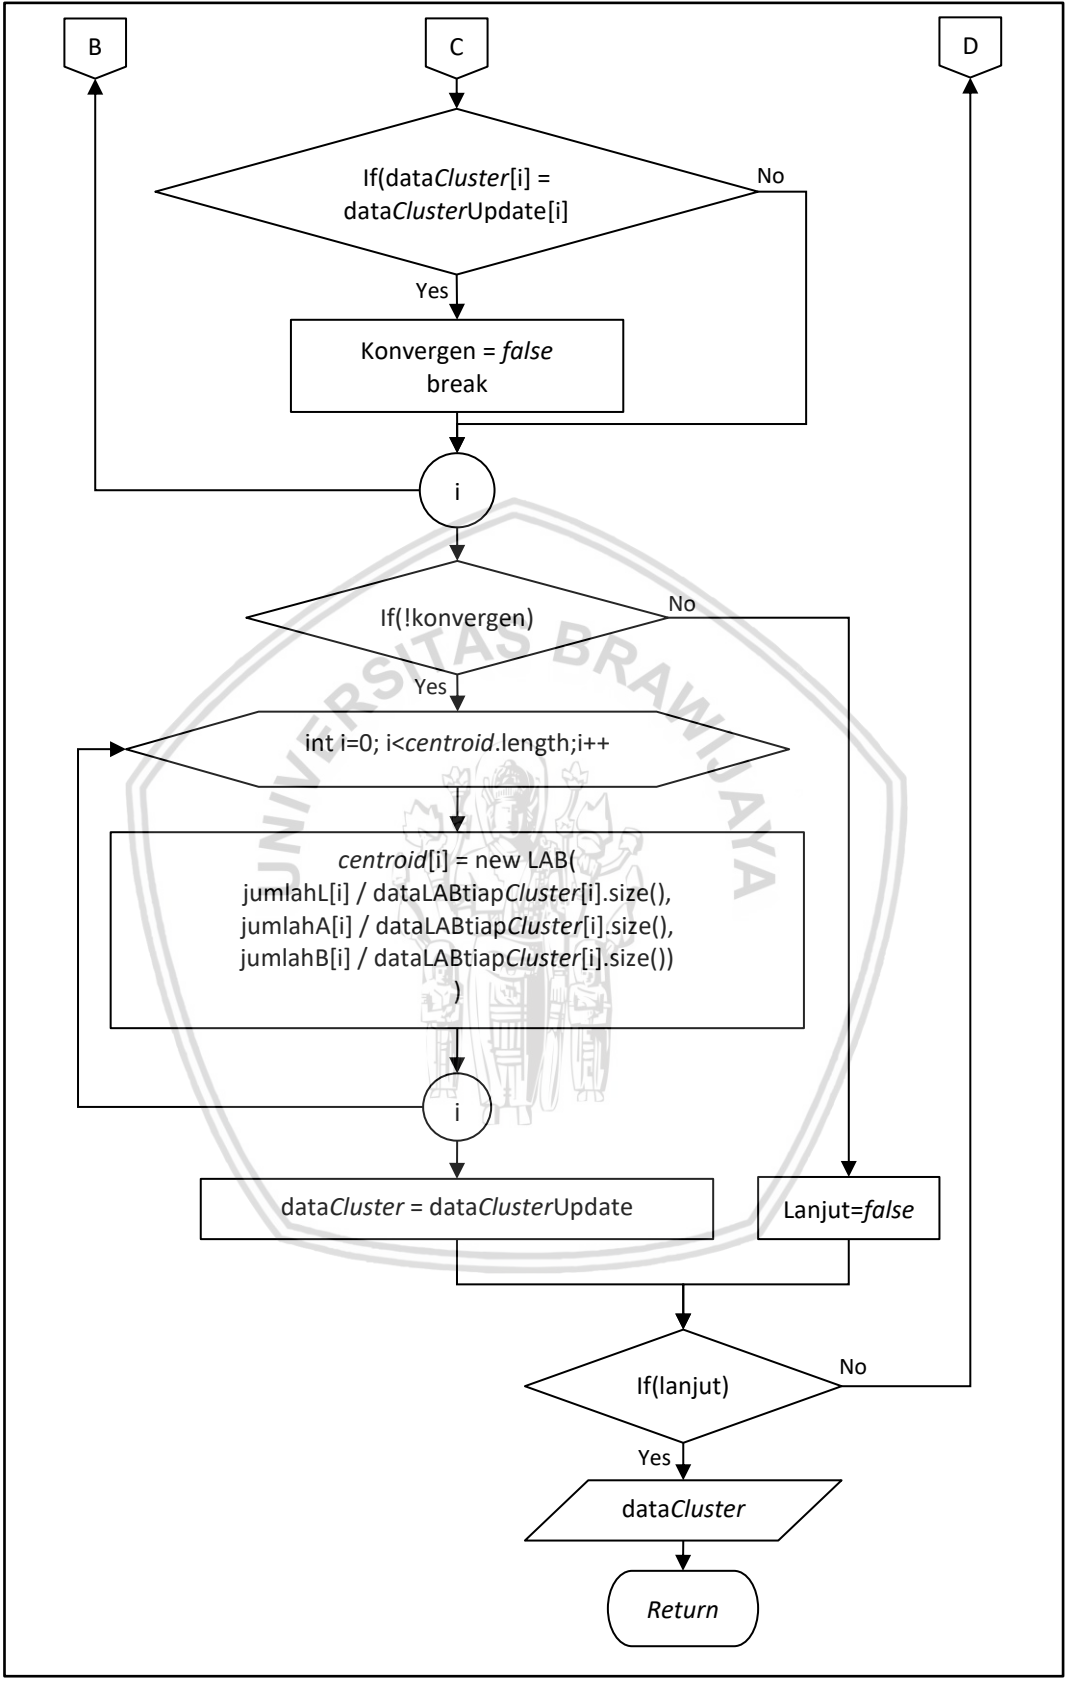 B
C
D
If(dataCluster[i] =
dataClusterUpdate[i]
No
Yes
Konvergen = false
break
i
If(!konvergen)
No
Yes
int i=0; i<centroid.length;i++
centroid[i] = new LAB(
jumlahL[i] / dataLABtiapCluster[i].size(),
jumlahA[i] / dataLABtiapCluster[i].size(),
jumlahB[i] / dataLABtiapCluster[i].size())
)
i
dataCluster = dataClusterUpdate
Lanjut=false
If(lanjut)
No
Yes
dataCluster
Return
UNIVERSITAS BRAWIJAYA